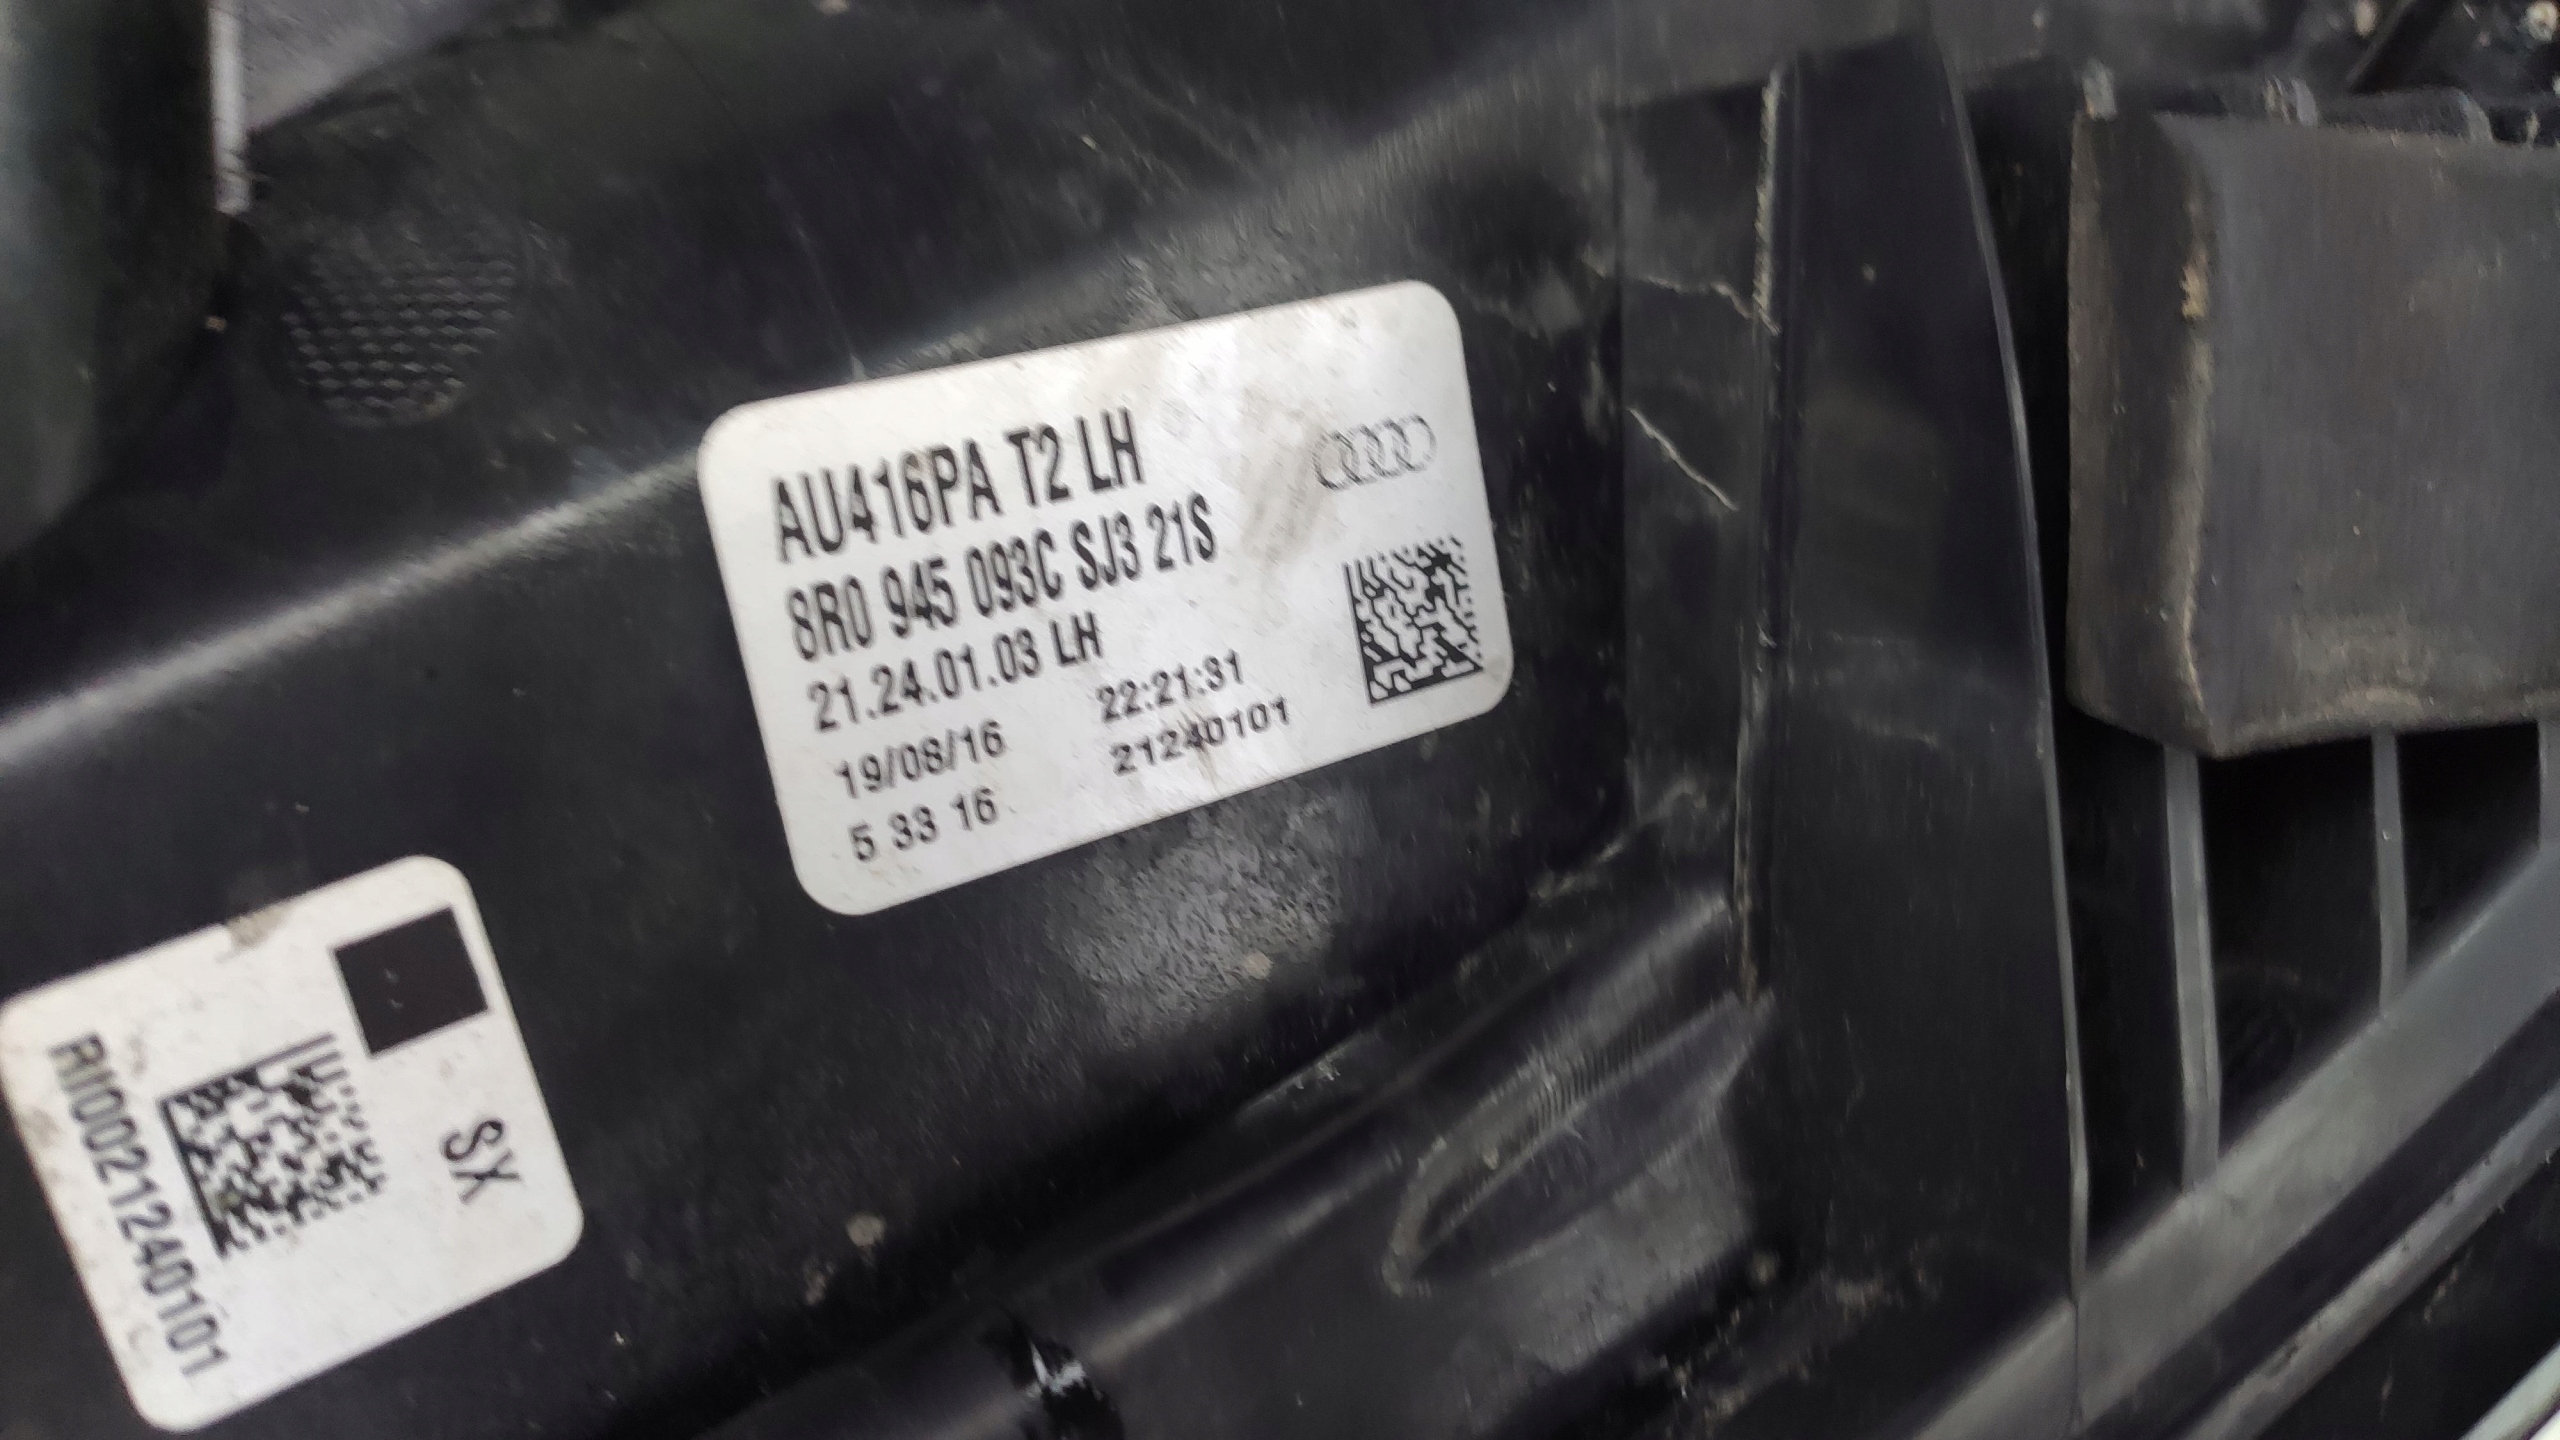 AU416PA T2 LH
8R0 945 093C SJ3 21S
21.24.01.03 LH
19/08/16 22:21:31
5 33 16 21240101
SX
RI0021240101